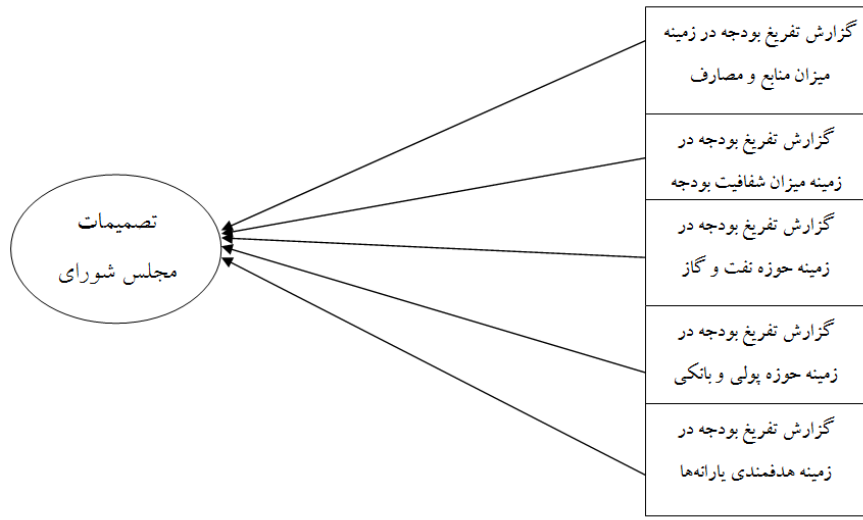 گزارش تفریغ بودجه در زمینه
میزان منابع و مصارف
گزارش تفریغ بودجه در
زمینه میزان شفافیت بودجه
گزارش تفریغ بودجه در
زمینه حوزه نفت و گاز
گزارش تفریغ بودجه در
زمینه حوزه پولی و بانکی
گزارش تفریغ بودجه در
زمینه هدفمندی یارانه‌ها
تصمیمات
مجلس شورای